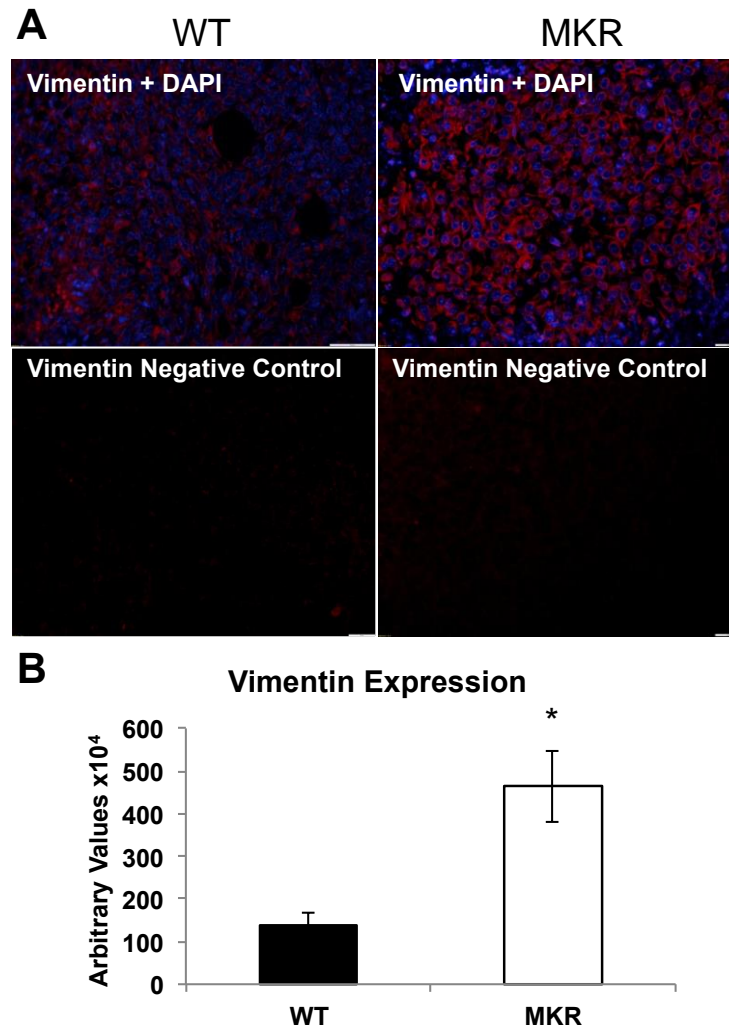 A
WT MKR
Vimentin + DAPI Vimentin + DAPI
Vimentin Negative Control Vimentin Negative Control
B
Vimentin Expression
*
Arbitrary Values x10⁴
600
500
400
300
200
100
0
WT MKR